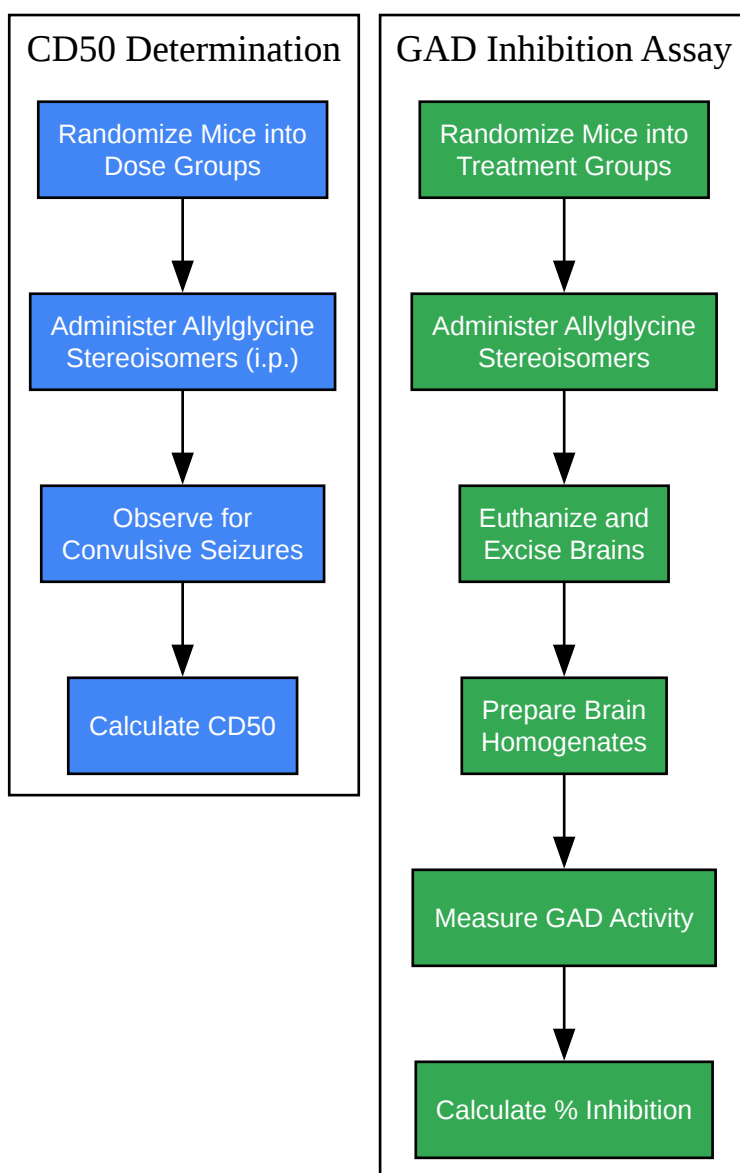 CD50 Determination
Randomize Mice into
Dose Groups
Administer Allylglycine
Stereoisomers (i.p.)
Observe for
Convulsive Seizures
Calculate CD50
GAD Inhibition Assay
Randomize Mice into
Treatment Groups
Administer Allylglycine
Stereoisomers
Euthanize and
Excise Brains
Prepare Brain
Homogenates
Measure GAD Activity
Calculate % Inhibition